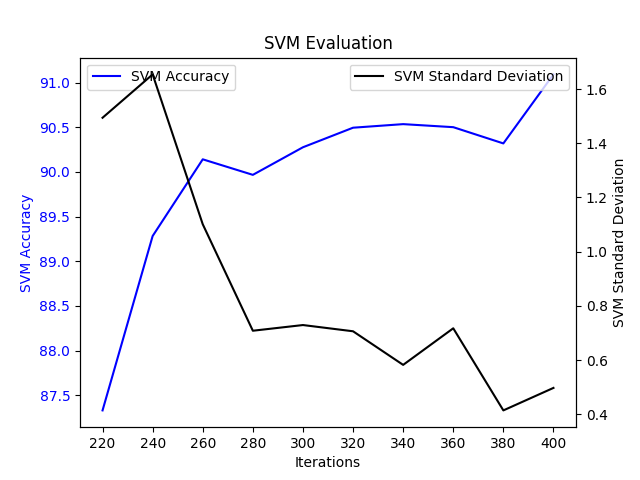 SVM Evaluation
SVM Accuracy
SVM Standard Deviation
91.0
90.5
90.0
89.5
89.0
88.5
88.0
87.5
SVM Accuracy
1.6
1.4
1.2
1.0
0.8
0.6
0.4
SVM Standard Deviation
220 240 260 280 300 320 340 360 380 400
Iterations